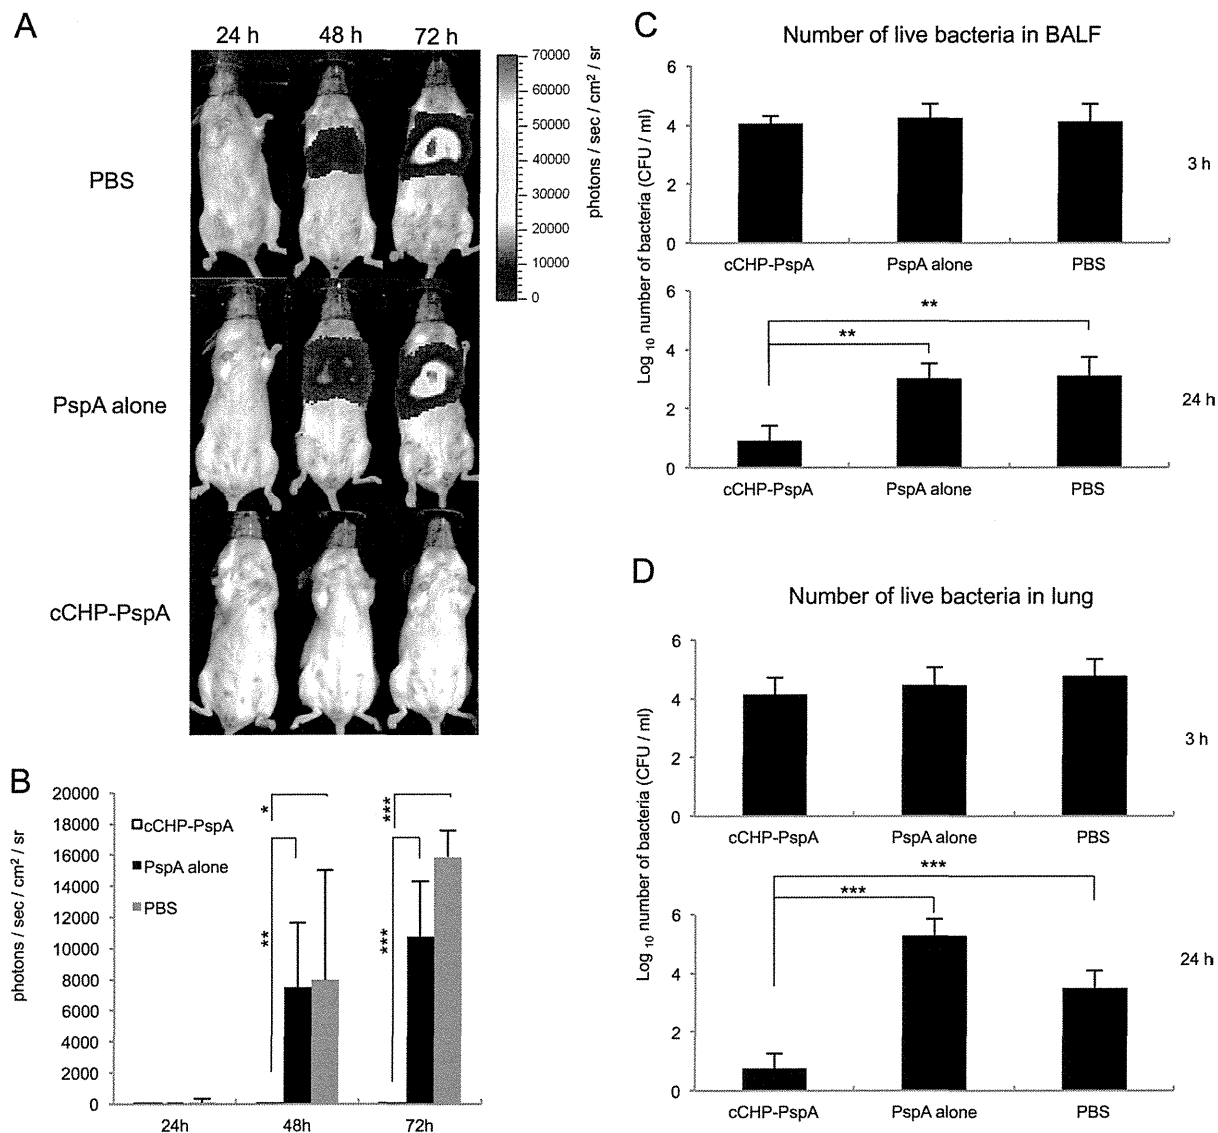 A
24 h
48 h
72 h
PBS
PspA alone
cCHP-PspA
70000
60000
50000
40000
30000
20000
10000
0
photons / sec / cm² / sr
B
20000
18000
16000
14000
12000
10000
8000
6000
4000
2000
0
photons / sec / cm² / sr
cCHP-PspA
PspA alone
PBS
**
*
***
***
24h
48h
72h
C
Number of live bacteria in BALF
Log 10 number of bacteria (CFU / ml)
6
4
2
0
cCHP-PspA
PspA alone
PBS
3 h
6
4
2
0
**
**
cCHP-PspA
PspA alone
PBS
24 h
D
Number of live bacteria in lung
Log 10 number of bacteria (CFU / ml)
6
4
2
0
cCHP-PspA
PspA alone
PBS
3 h
***
***
6
4
2
0
cCHP-PspA
PspA alone
PBS
24 h